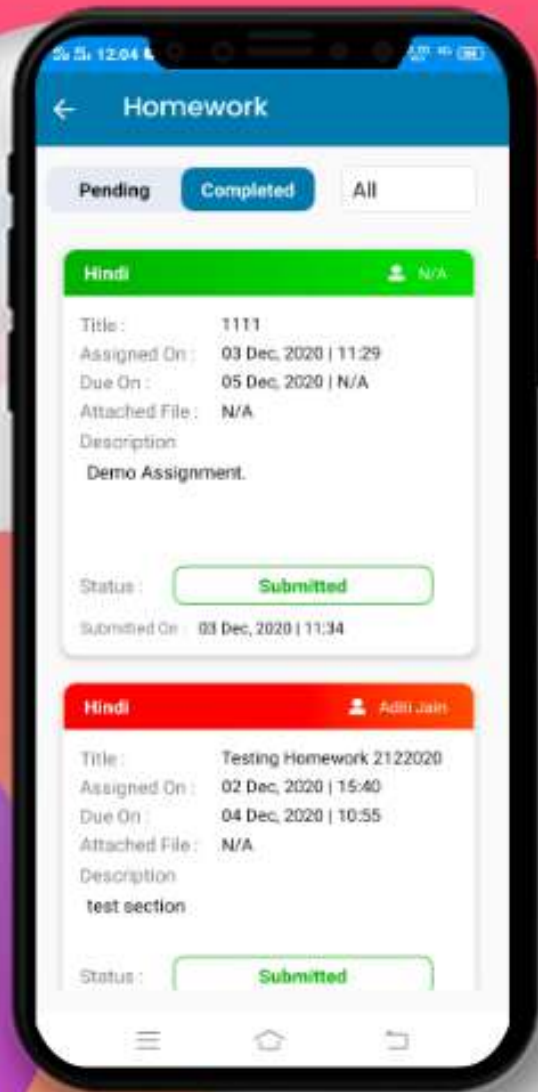 12:04
Homework
Pending Completed All
Hindi N/A
Title : 1111
Assigned On : 03 Dec, 2020 | 11:29
Due On : 05 Dec, 2020 | N/A
Attached File : N/A
Description
Demo Assignment.
Status : Submitted
Submitted On : 03 Dec, 2020 | 11:34
Hindi Aditi Jain
Title : Testing Homework 2122020
Assigned On : 02 Dec, 2020 | 15:40
Due On : 04 Dec, 2020 | 10:55
Attached File : N/A
Description
test section
Status : Submitted